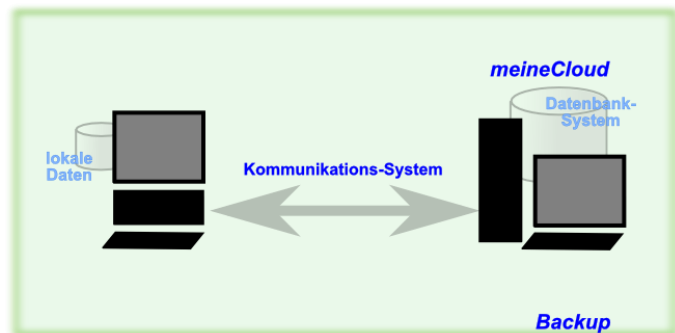 meineCloud
Datenbank-
System
lokale
Daten
Kommunikations-System
Backup